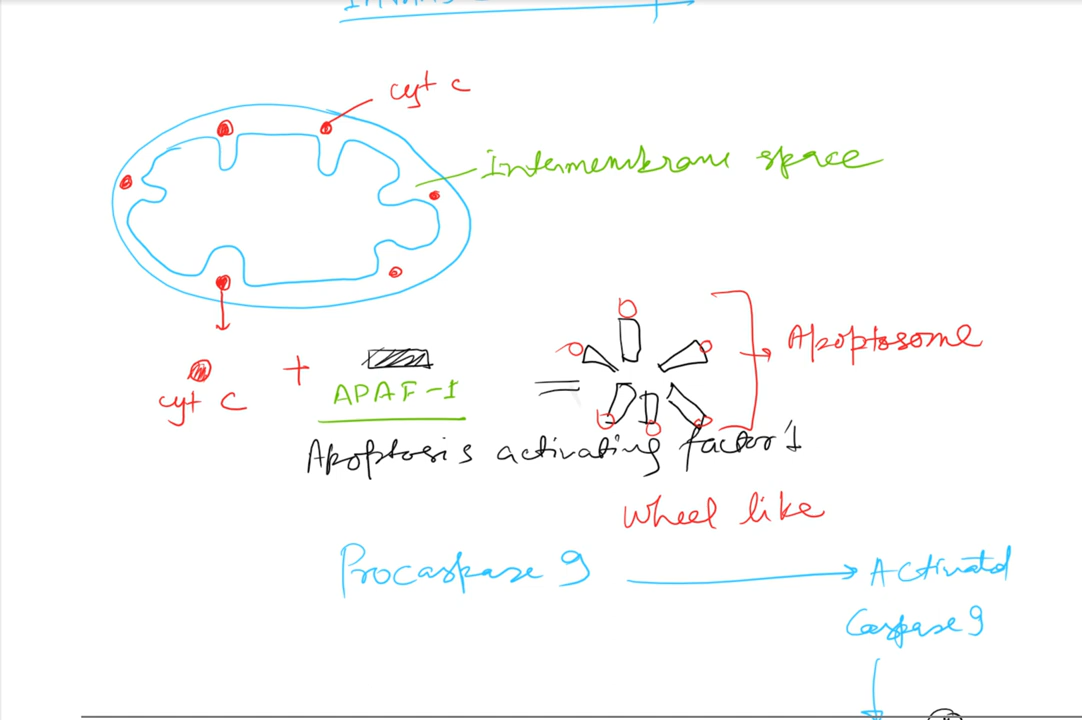 cyt c
Intermembrane space
Apoptosome
cyt c + APAF-1 =
Apoptosis activating factor 1
Wheel like
Procaspase 9 → Activated
Caspase 9